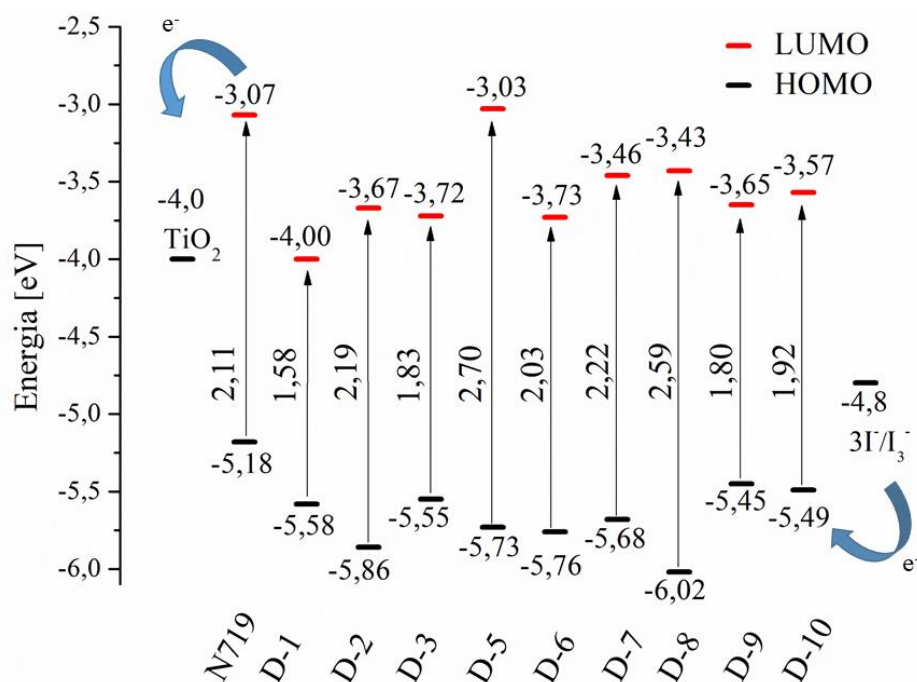 e-
LUMO
HOMO
Energia [eV]
-2,5
-3,0
-3,5
-4,0
-4,5
-5,0
-5,5
-6,0
-4,0
TiO2
-3,07
2,11
-5,18
-4,00
1,58
-5,58
-3,67
2,19
-5,86
-3,72
1,83
-5,55
-3,03
2,70
-5,73
-3,73
2,03
-5,76
-3,46
2,22
-5,68
-3,43
2,59
-6,02
-3,65
1,80
-5,45
-3,57
1,92
-5,49
-4,8
3I-/I3-
e-
N719
D-1
D-2
D-3
D-5
D-6
D-7
D-8
D-9
D-10